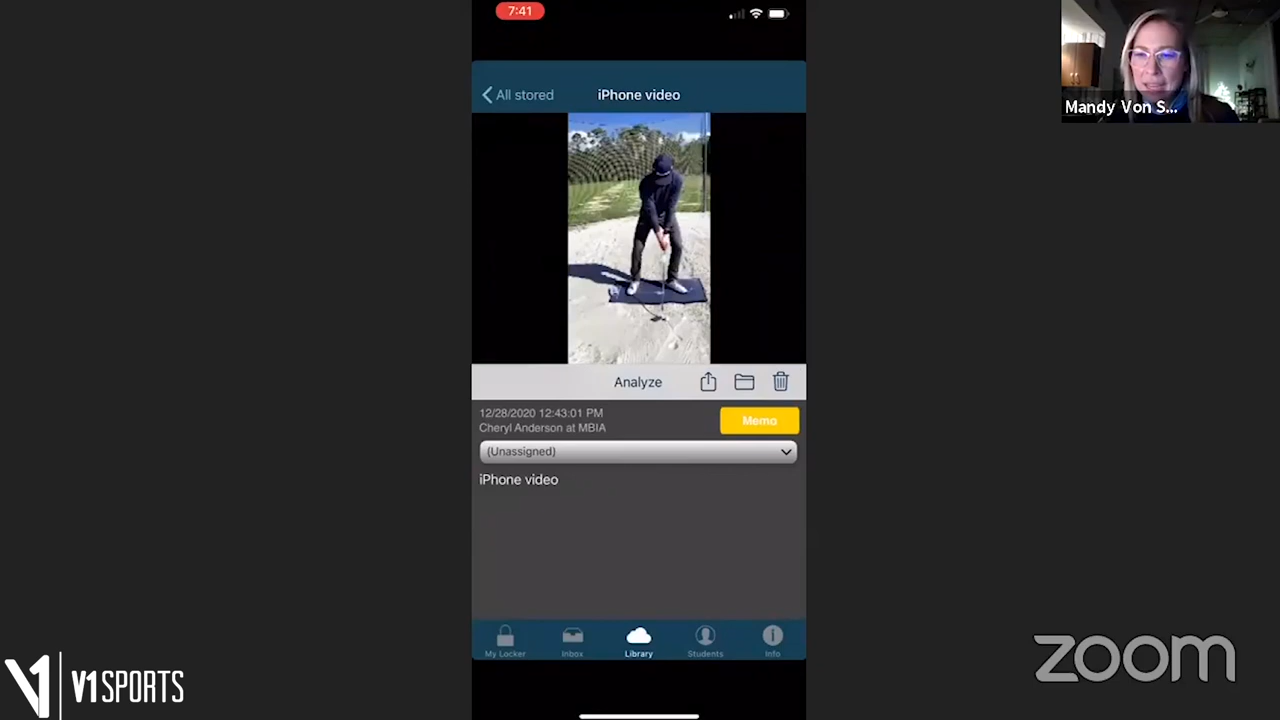 7:41
All stored
iPhone video
Mandy Von S...
Analyze
12/28/2020 12:43:01 PM
Cheryl Anderson at MBIA
Memo
(Unassigned)
iPhone video
My Locker
Inbox
Library
Students
Info
V1 V1 SPORTS
zoom